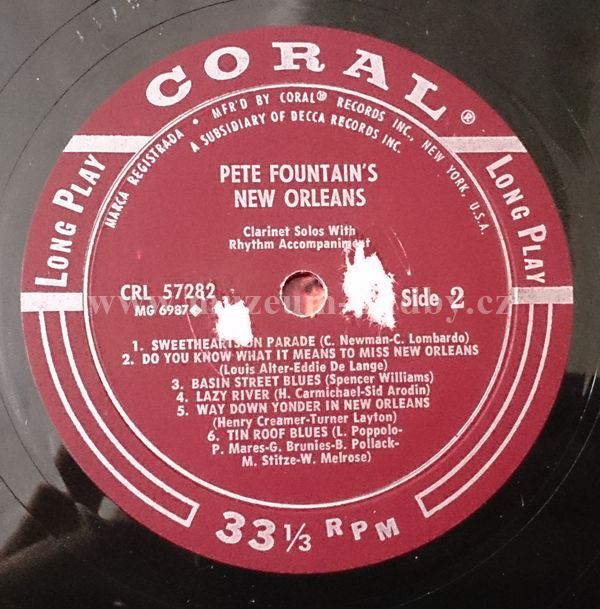 CORAL®
MARCA REGISTRADA • MFR'D BY CORAL® RECORDS INC., NEW YORK, U.S.A.
A SUBSIDIARY OF DECCA RECORDS INC.
LONG PLAY
LONG PLAY
PETE FOUNTAIN'S
NEW ORLEANS
Clarinet Solos With
Rhythm Accompaniment
CRL 57282
Side 2
MG 6987◆
1. SWEETHEARTS ON PARADE (C. Newman-C. Lombardo)
2. DO YOU KNOW WHAT IT MEANS TO MISS NEW ORLEANS
(Louis Alter-Eddie De Lange)
3. BASIN STREET BLUES (Spencer Williams)
4. LAZY RIVER (H. Carmichael-Sid Arodin)
5. WAY DOWN YONDER IN NEW ORLEANS
(Henry Creamer-Turner Layton)
6. TIN ROOF BLUES (L. Poppolo-
P. Mares-G. Brunies-B. Pollack-
M. Stitze-W. Melrose)
33 1/3 RPM